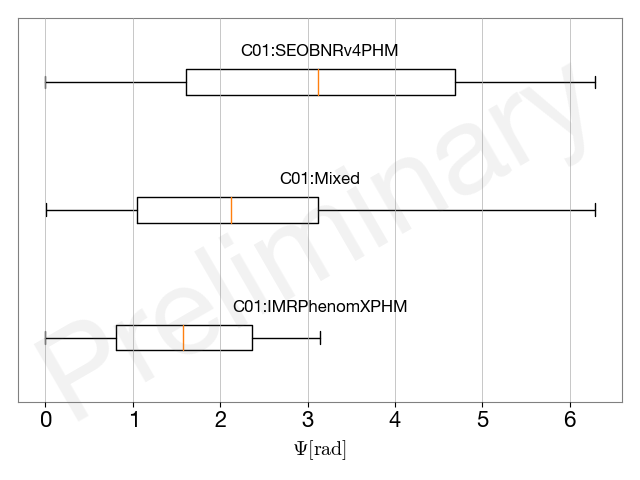 C01:SEOBNRv4PHM
C01:Mixed
C01:IMRPhenomXPHM
Preliminary
0 1 2 3 4 5 6
Ψ[rad]